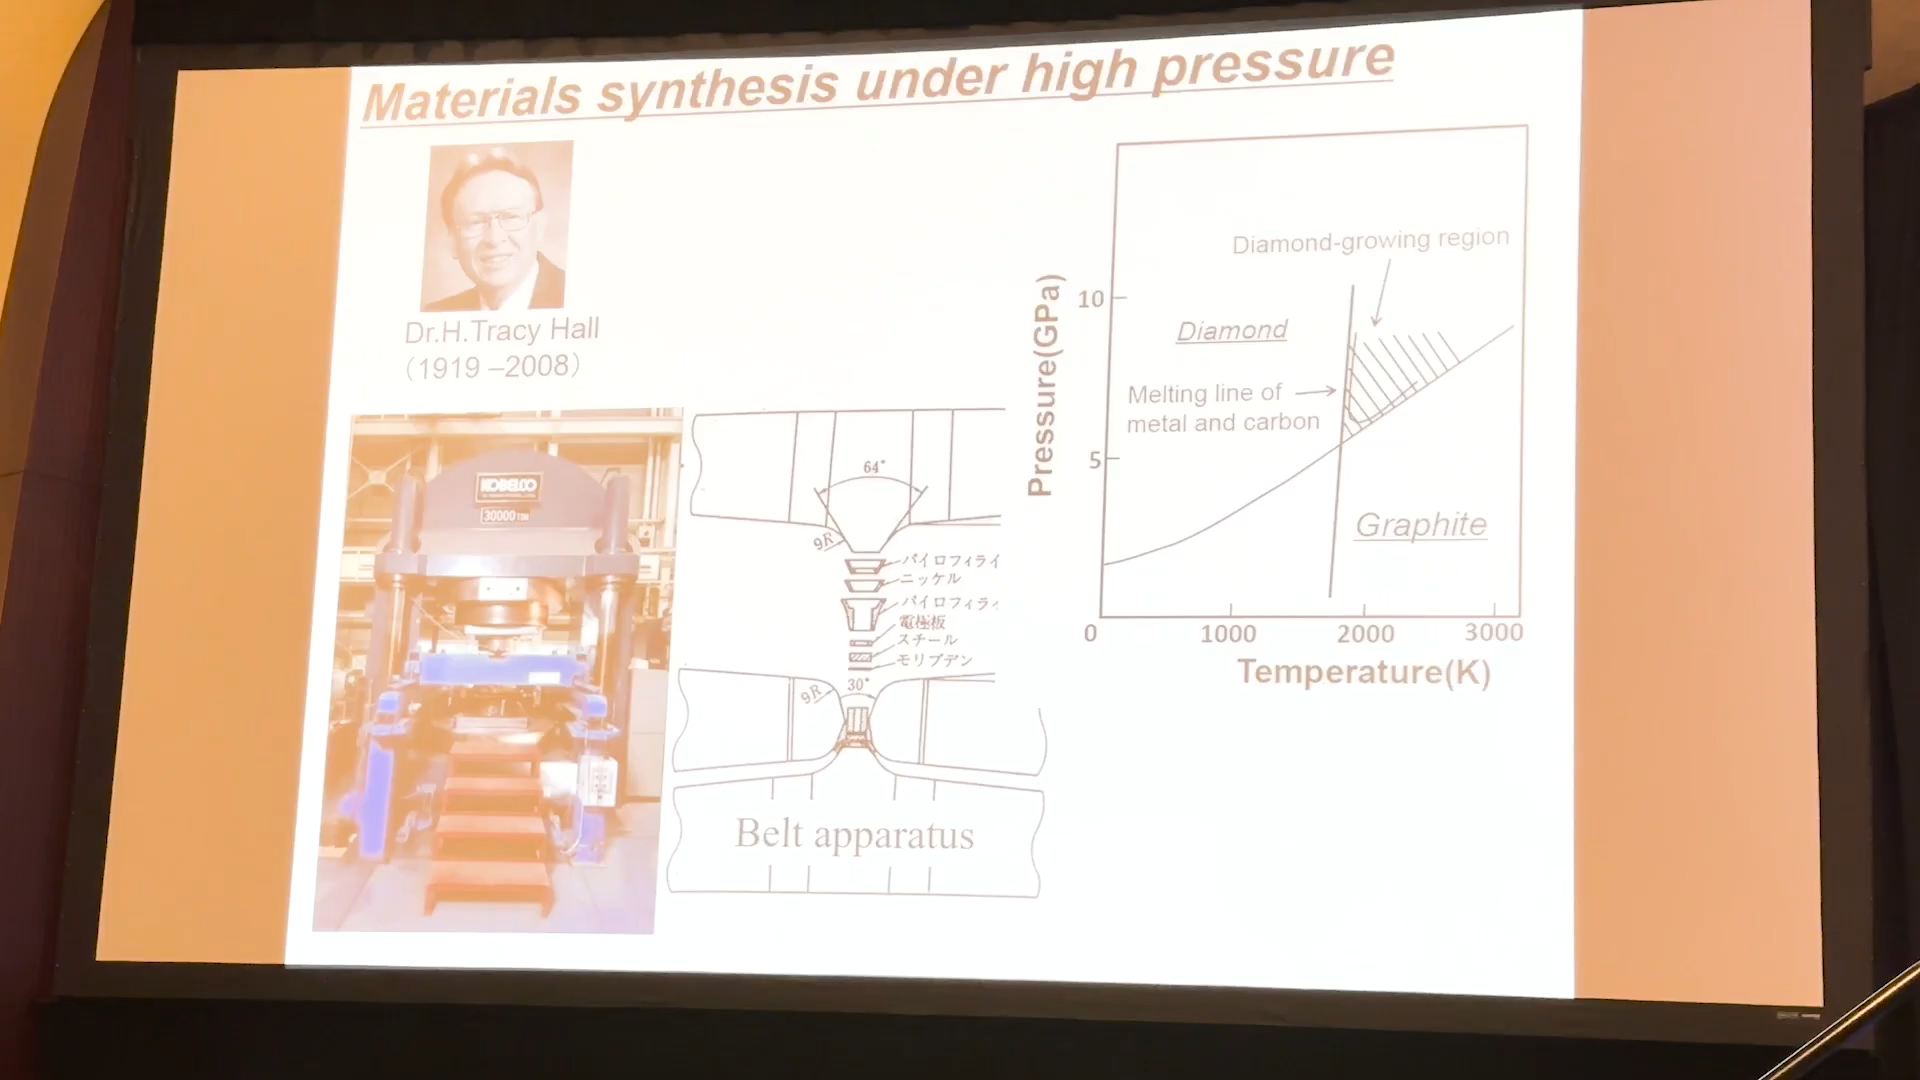 Materials synthesis under high pressure
Dr.H.Tracy Hall
（1919 –2008）
KOBELCO
30000
64°
9R
パイロフィライ
ニッケル
パイロフィライ
電極板
スチール
モリブデン
9R
30°
Belt apparatus
Pressure(GPa)
10
5
0
1000
2000
3000
Temperature(K)
Diamond-growing region
Diamond
Melting line of
metal and carbon
Graphite